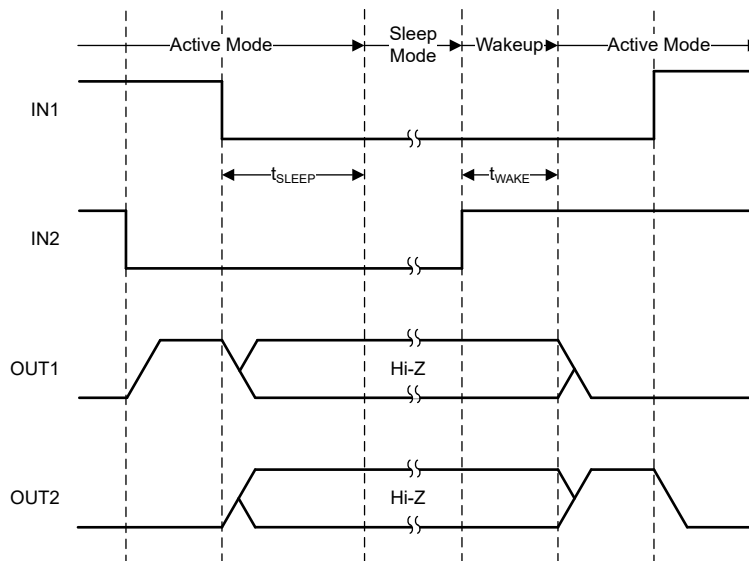 Active Mode
Sleep
Mode
Wakeup
Active Mode
IN1
tSLEEP
tWAKE
IN2
OUT1
Hi-Z
OUT2
Hi-Z